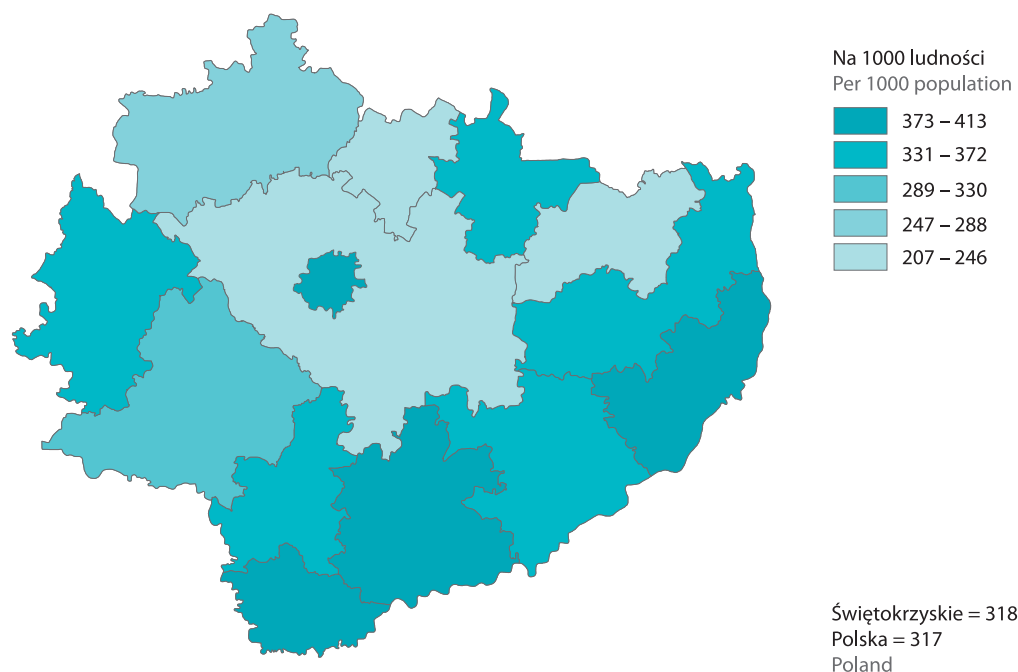 Na 1000 ludności
Per 1000 population
373 – 413
331 – 372
289 – 330
247 – 288
207 – 246
Świętokrzyskie = 318
Polska = 317
Poland